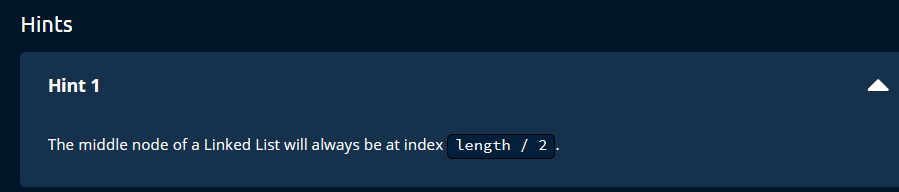 Hints
Hint 1
The middle node of a Linked List will always be at index length / 2.